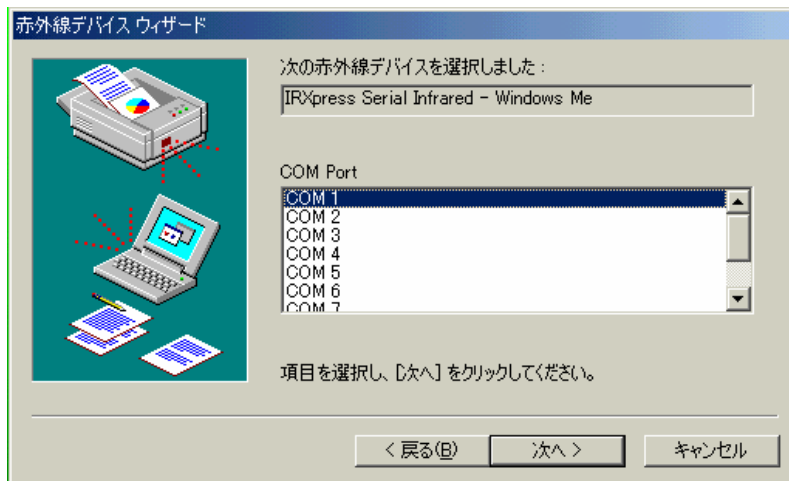 赤外線デバイス ウィザード
次の赤外線デバイスを選択しました:
IRXpress Serial Infrared - Windows Me
COM Port
COM 1
COM 2
COM 3
COM 4
COM 5
COM 6
COM 7
項目を選択し、[次へ] をクリックしてください。
< 戻る(B) 次へ > キャンセル